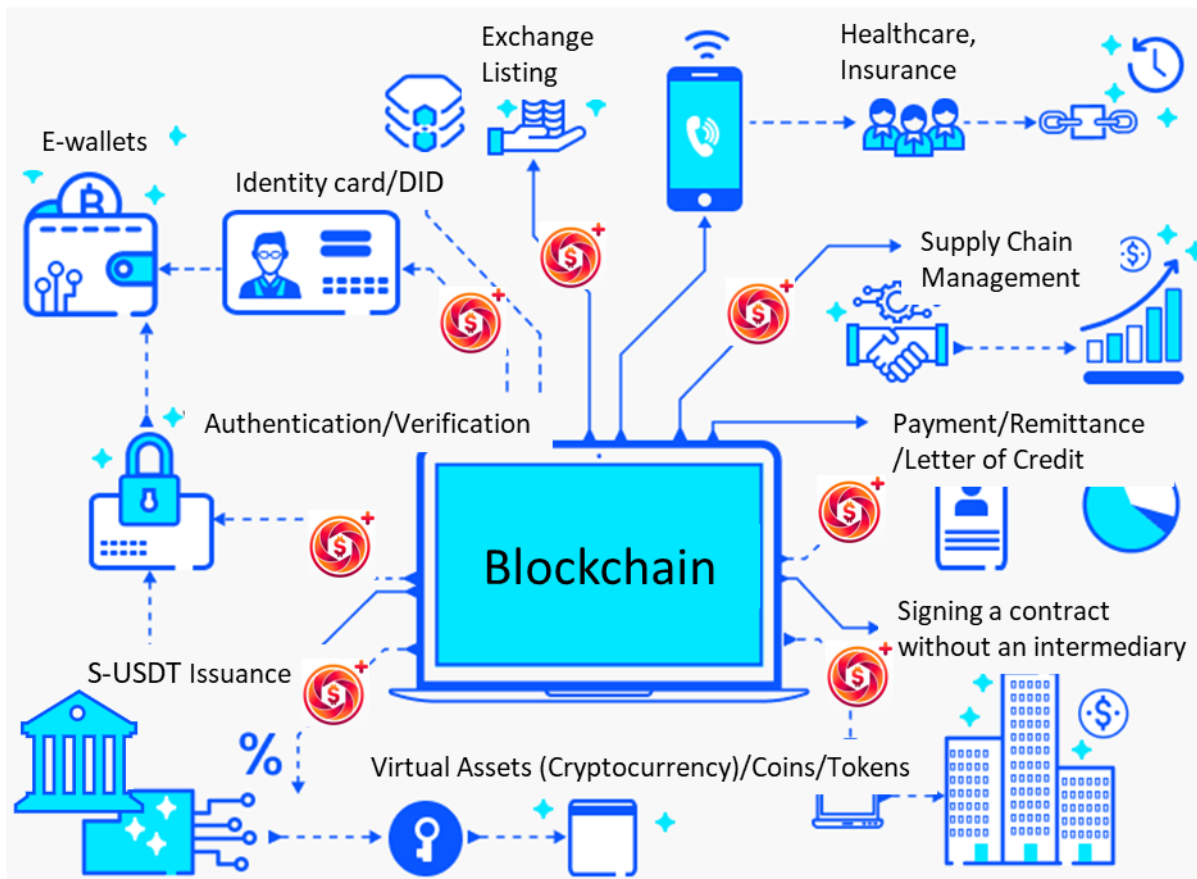 Exchange
Listing
Healthcare,
Insurance
E-wallets
Identity card/DID
Supply Chain
Management
Authentication/Verification
Payment/Remittance
/Letter of Credit
Blockchain
Signing a contract
without an intermediary
S-USDT Issuance
%
Virtual Assets (Cryptocurrency)/Coins/Tokens